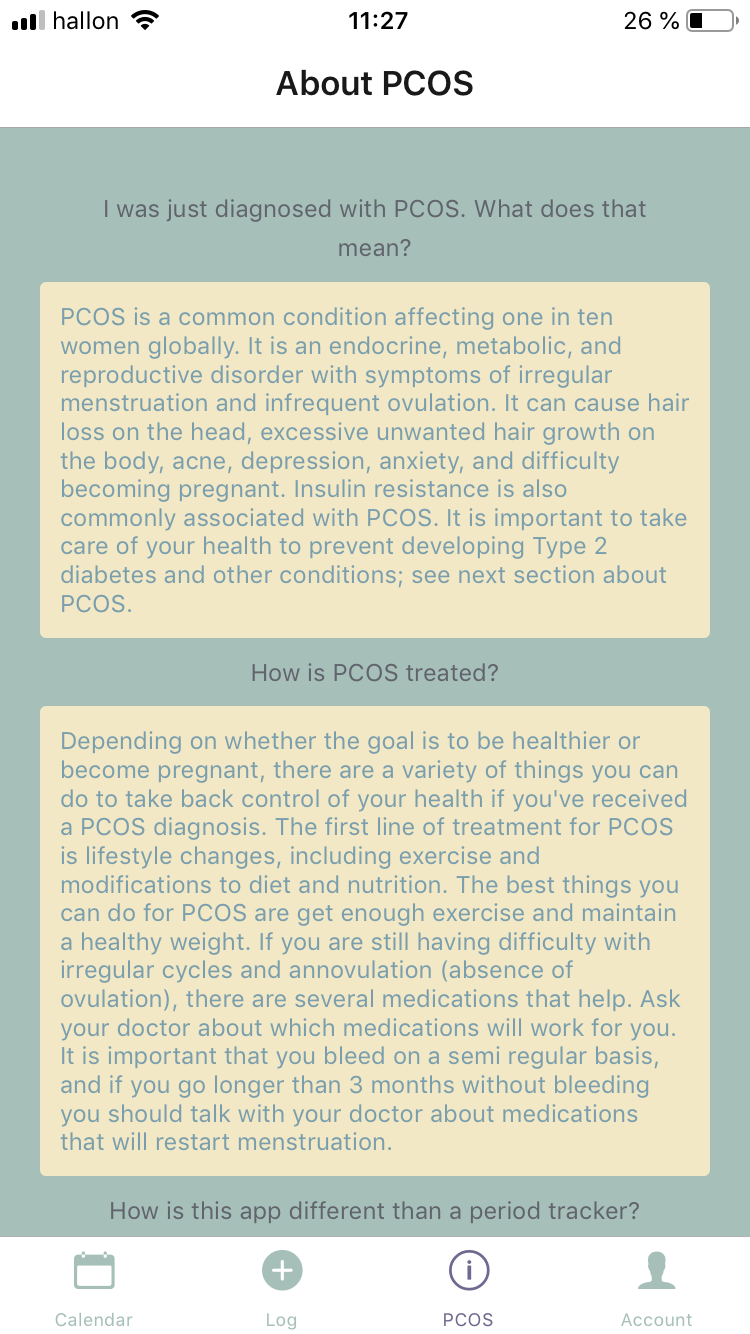 hallon 11:27 26 %
About PCOS
I was just diagnosed with PCOS. What does that
mean?
PCOS is a common condition affecting one in ten
women globally. It is an endocrine, metabolic, and
reproductive disorder with symptoms of irregular
menstruation and infrequent ovulation. It can cause hair
loss on the head, excessive unwanted hair growth on
the body, acne, depression, anxiety, and difficulty
becoming pregnant. Insulin resistance is also
commonly associated with PCOS. It is important to take
care of your health to prevent developing Type 2
diabetes and other conditions; see next section about
PCOS.
How is PCOS treated?
Depending on whether the goal is to be healthier or
become pregnant, there are a variety of things you can
do to take back control of your health if you've received
a PCOS diagnosis. The first line of treatment for PCOS
is lifestyle changes, including exercise and
modifications to diet and nutrition. The best things you
can do for PCOS are get enough exercise and maintain
a healthy weight. If you are still having difficulty with
irregular cycles and annovulation (absence of
ovulation), there are several medications that help. Ask
your doctor about which medications will work for you.
It is important that you bleed on a semi regular basis,
and if you go longer than 3 months without bleeding
you should talk with your doctor about medications
that will restart menstruation.
How is this app different than a period tracker?
Calendar Log PCOS Account